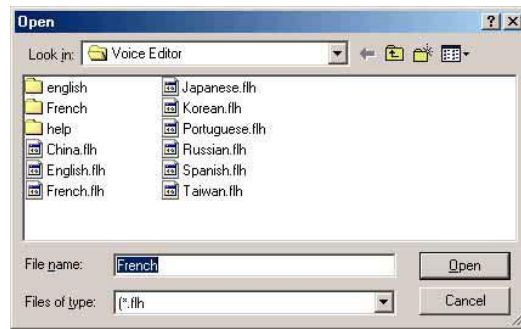 Open
Look in: Voice Editor
english
French
help
China.flh
English.flh
French.flh
Japanese.flh
Korean.flh
Portuguese.flh
Russian.flh
Spanish.flh
Taiwan.flh
File name: French Open
Files of type: (*.flh Cancel